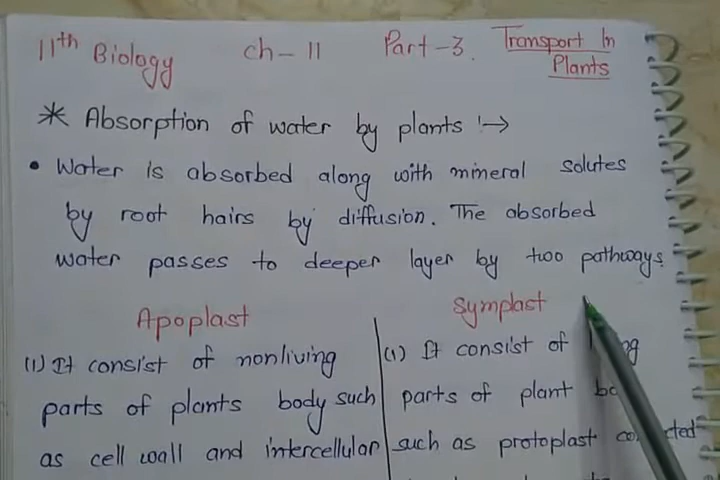 11th Biology ch-11 Part-3. Transport In Plants
* Absorption of water by plants :→
• Water is absorbed along with mineral solutes
by root hairs by diffusion. The absorbed
water passes to deeper layer by two pathways.
Apoplast
(1) It consist of nonliving
parts of plants body such
as cell wall and intercellular
Symplast
(1) It consist of
parts of plant
such as protoplast